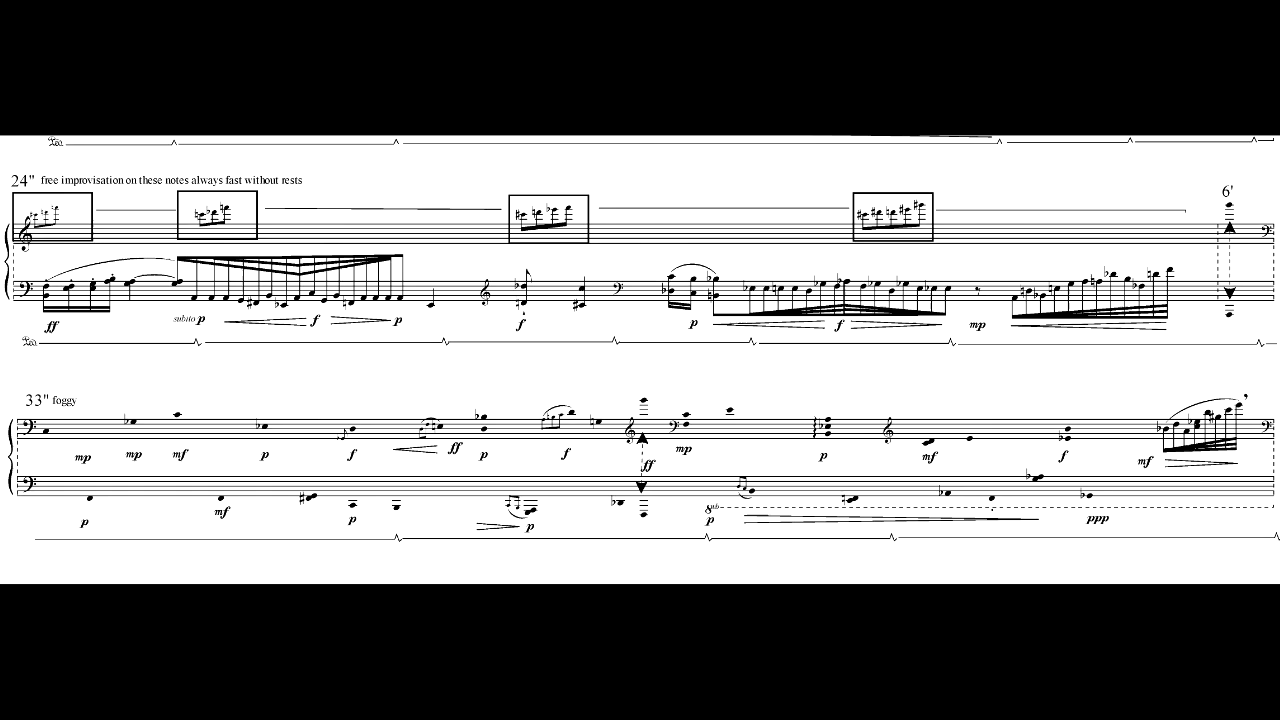 24" free improvisation on these notes always fast without rests
6'
ff subito p f p f p f mp
33" foggy
mp mp mf p f ff p f ff mp p mf f mf
p mf p p 8ub p ppp